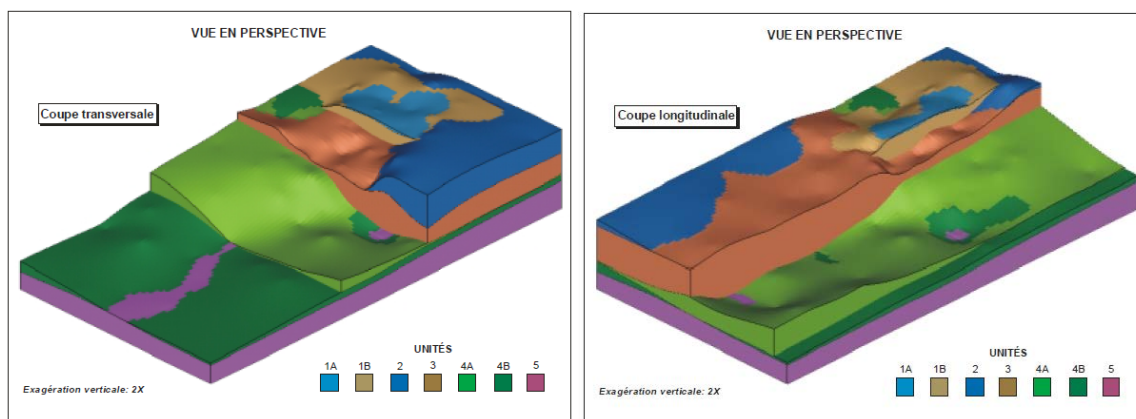 VUE EN PERSPECTIVE
Coupe transversale
UNITÉS
1A 1B 2 3 4A 4B 5
Exagération verticale: 2X
VUE EN PERSPECTIVE
Coupe longitudinale
UNITÉS
1A 1B 2 3 4A 4B 5
Exagération verticale: 2X